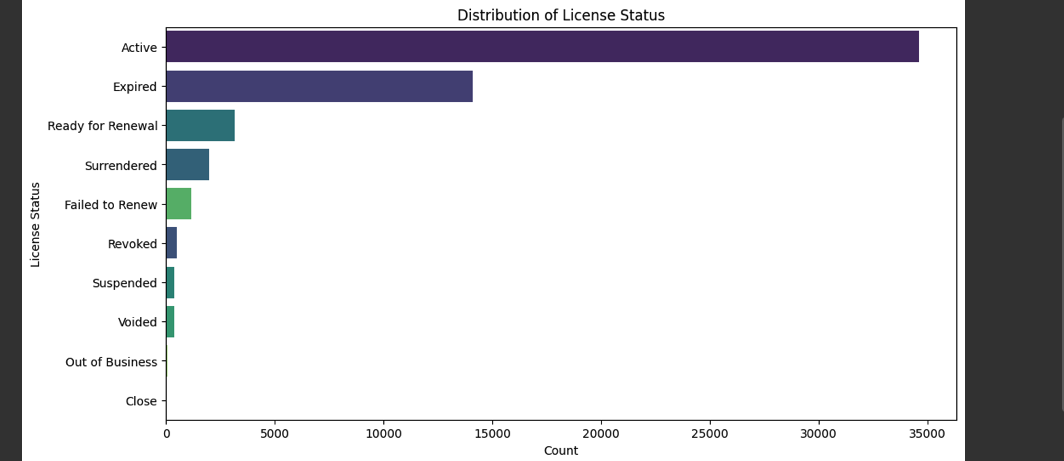 Distribution of License Status
License Status
Active
Expired
Ready for Renewal
Surrendered
Failed to Renew
Revoked
Suspended
Voided
Out of Business
Close
0 5000 10000 15000 20000 25000 30000 35000
Count